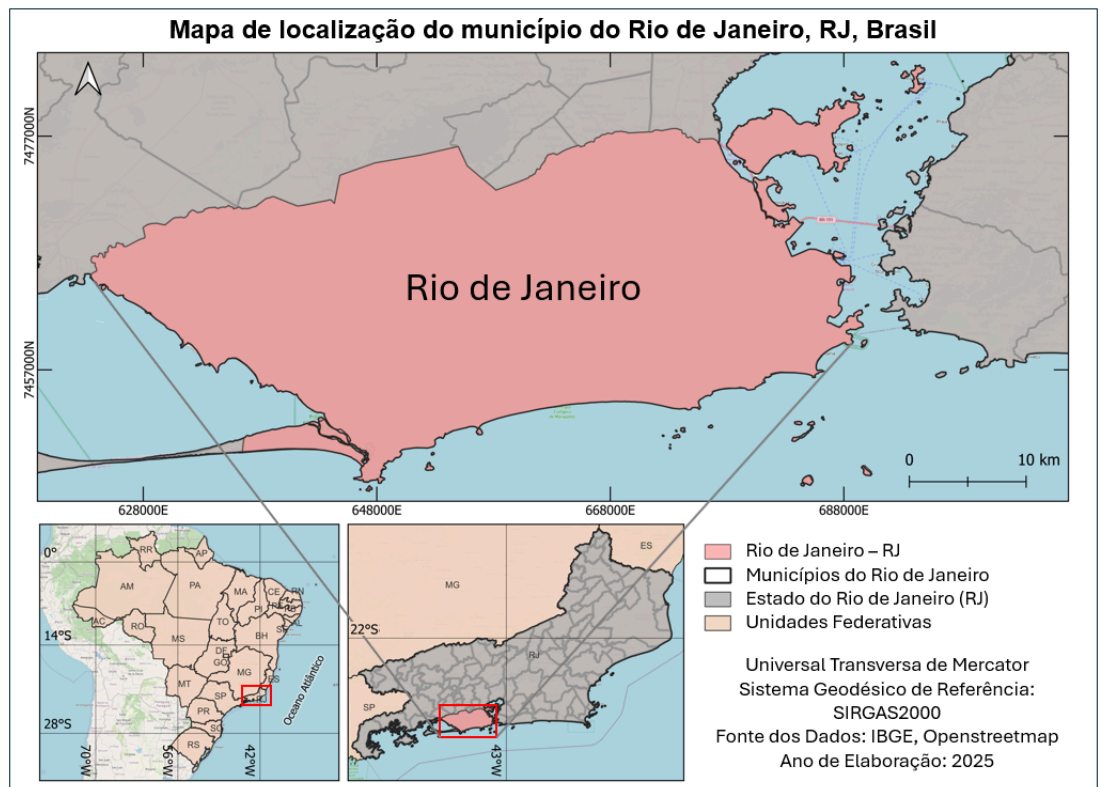 Mapa de localização do município do Rio de Janeiro, RJ, Brasil
7477000N
7457000N
Rio de Janeiro
0 10 km
628000E 648000E 668000E 688000E
0°
14°S
28°S
70°W 56°W 42°W
RR
AP
AM
PA
MA
CE
RN
PI
AC
RO
TO
SE
MS
BH
DF
GO
MT
MG
ES
SP
RJ
PR
SC
RS
Oceano Atlântico
ES
MG
22°S
RJ
SP
43°W
Rio de Janeiro – RJ
Municípios do Rio de Janeiro
Estado do Rio de Janeiro (RJ)
Unidades Federativas
Universal Transversa de Mercator
Sistema Geodésico de Referência:
SIRGAS2000
Fonte dos Dados: IBGE, Openstreetmap
Ano de Elaboração: 2025